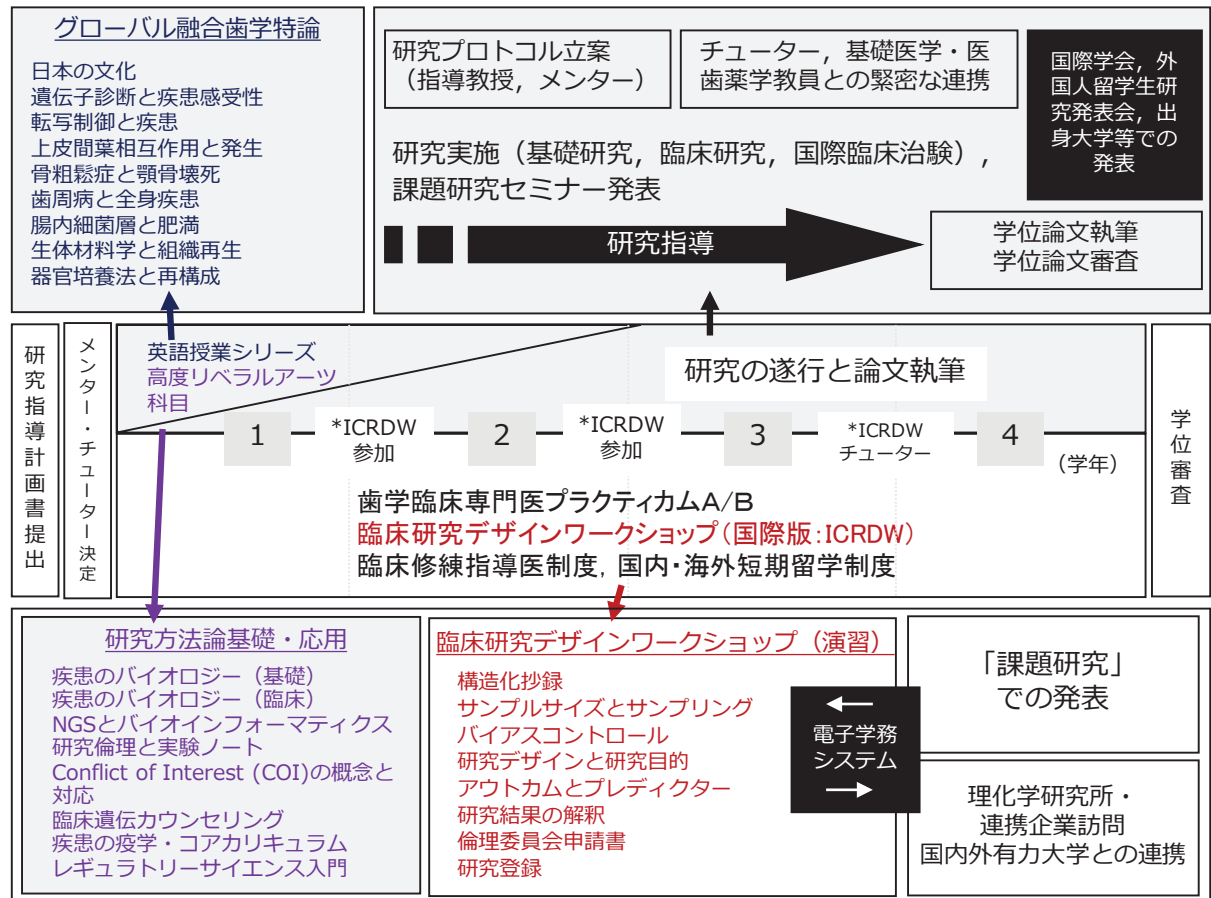 グローバル融合歯学特論
日本の文化
遺伝子診断と疾患感受性
転写制御と疾患
上皮間葉相互作用と発生
骨粗鬆症と顎骨壊死
歯周病と全身疾患
腸内細菌層と肥満
生体材料学と組織再生
器官培養法と再構成
研究プロトコル立案
（指導教授，メンター）
チューター，基礎医学・医
歯薬学教員との緊密な連携
国際学会，外
国人留学生研
究発表会，出
身大学等での
発表
研究実施（基礎研究，臨床研究，国際臨床治験），
課題研究セミナー発表
研究指導
学位論文執筆
学位論文審査
研究指導計画書提出
メンター・チューター決定
英語授業シリーズ
高度リベラルアーツ
科目
研究の遂行と論文執筆
1
*ICRDW
参加
2
*ICRDW
参加
3
*ICRDW
チューター
4
（学年）
学位審査
歯学臨床専門医プラクティカムA/B
臨床研究デザインワークショップ（国際版：ICRDW）
臨床修練指導医制度，国内・海外短期留学制度
研究方法論基礎・応用
疾患のバイオロジー（基礎）
疾患のバイオロジー（臨床）
NGSとバイオインフォーマティクス
研究倫理と実験ノート
Conflict of Interest (COI)の概念と
対応
臨床遺伝カウンセリング
疾患の疫学・コアカリキュラム
レギュラトリーサイエンス入門
臨床研究デザインワークショップ（演習）
構造化抄録
サンプルサイズとサンプリング
バイアスコントロール
研究デザインと研究目的
アウトカムとプレディクター
研究結果の解釈
倫理委員会申請書
研究登録
電子学務
システム
「課題研究」
での発表
理化学研究所・
連携企業訪問
国内外有力大学との連携